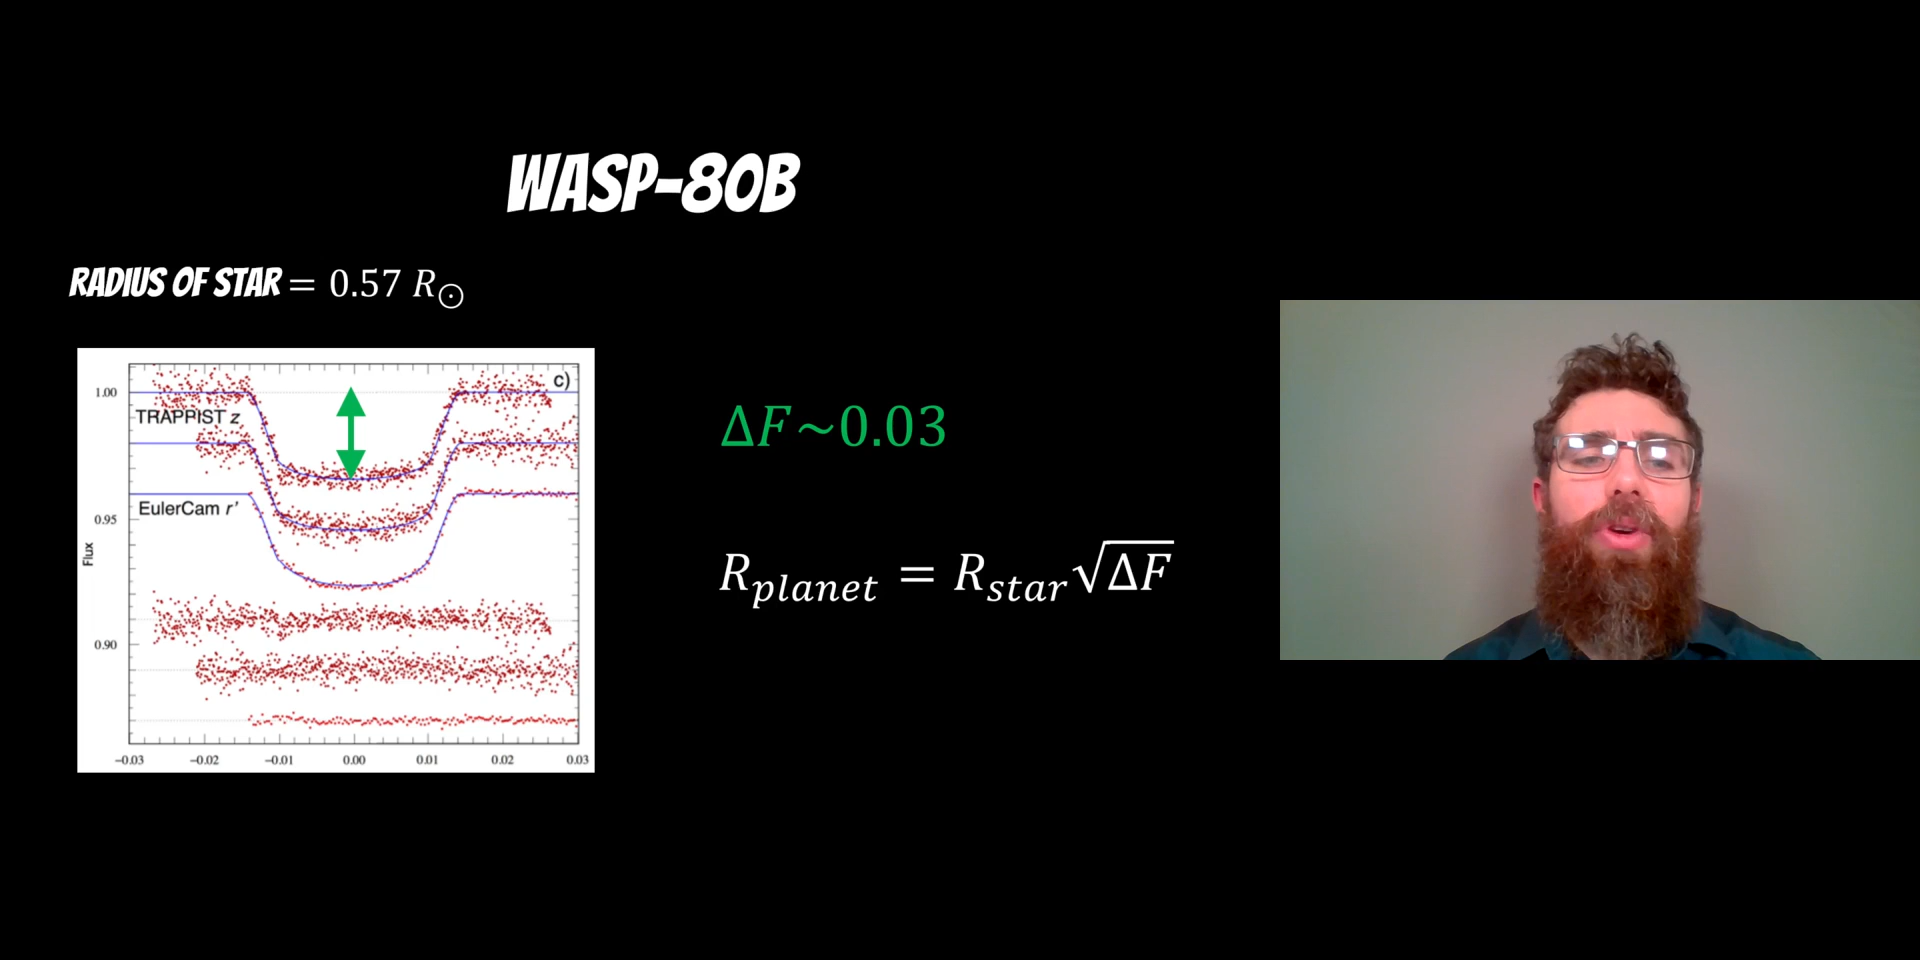 WASP-80B
RADIUS OF STAR = 0.57 R⊙
c)
1.00
TRAPPIST z
0.95
EulerCam r'
Flux
0.90
−0.03 −0.02 −0.01 0.00 0.01 0.02 0.03
ΔF~0.03
R_planet = R_star√ΔF